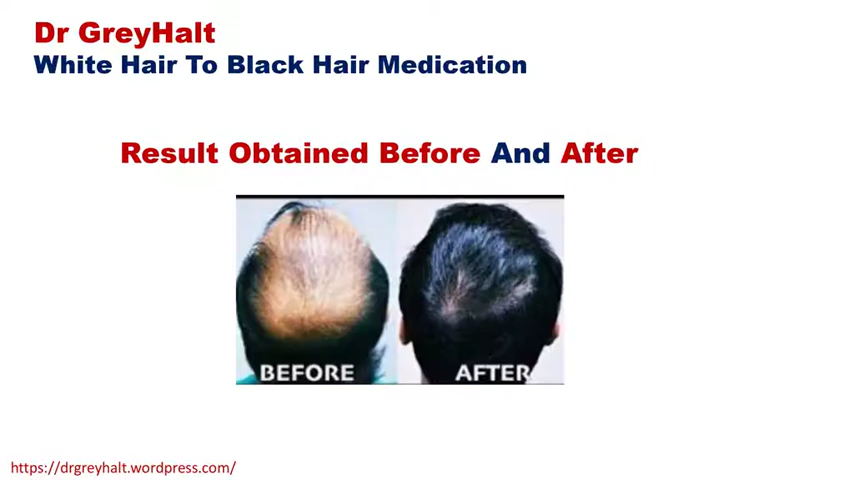 Dr GreyHalt
White Hair To Black Hair Medication
Result Obtained Before And After
BEFORE
AFTER
https://drgreyhalt.wordpress.com/